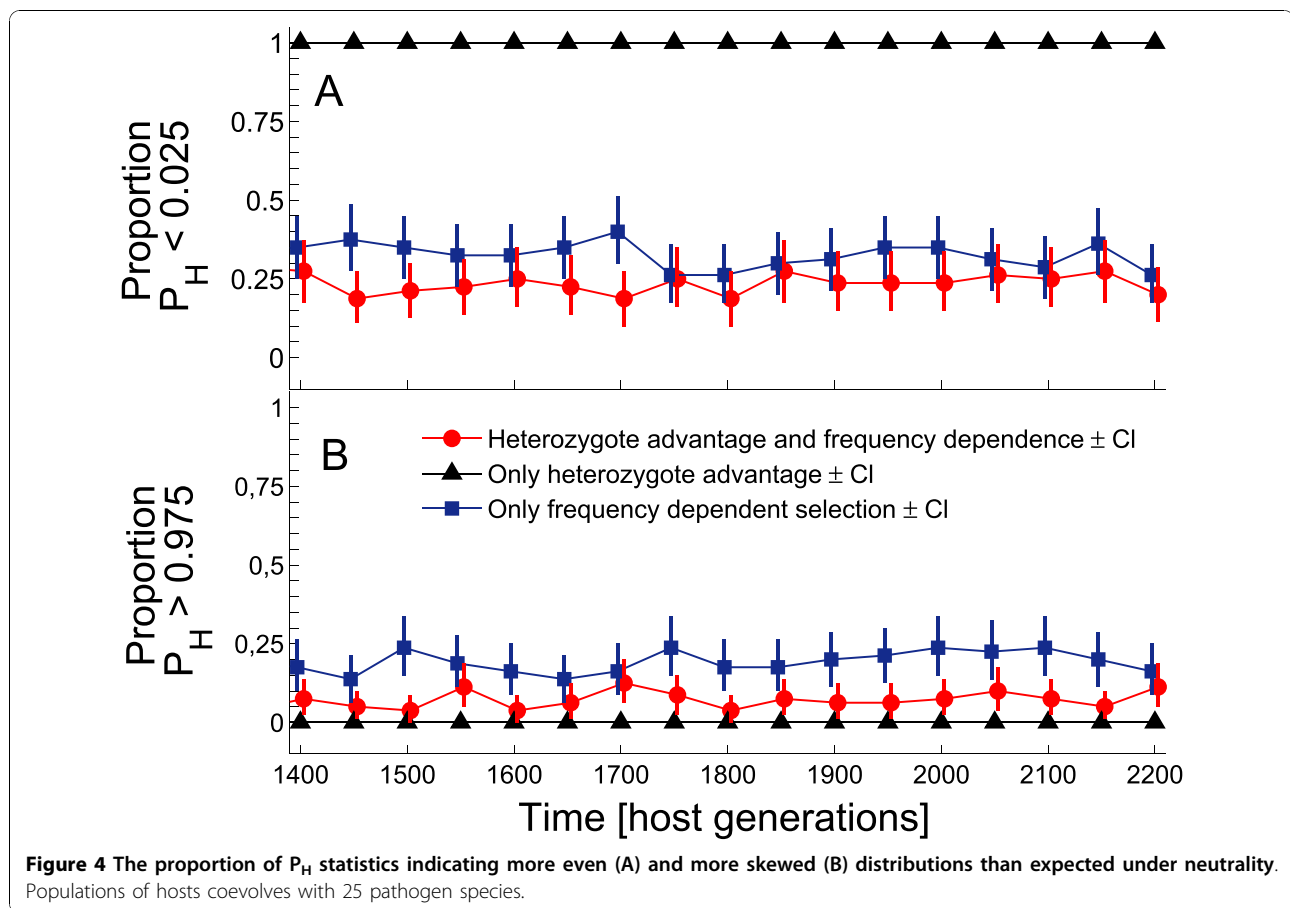 1
A
0.75
0.5
0.25
0
Proportion
P_H < 0.025
1
B
Heterozygote advantage and frequency dependence ± CI
Only heterozygote advantage ± CI
Only frequency dependent selection ± CI
0,75
0,5
0,25
0
Proportion
P_H > 0.975
1400 1500 1600 1700 1800 1900 2000 2100 2200
Time [host generations]
Figure 4 The proportion of P_H statistics indicating more even (A) and more skewed (B) distributions than expected under neutrality.
Populations of hosts coevolves with 25 pathogen species.